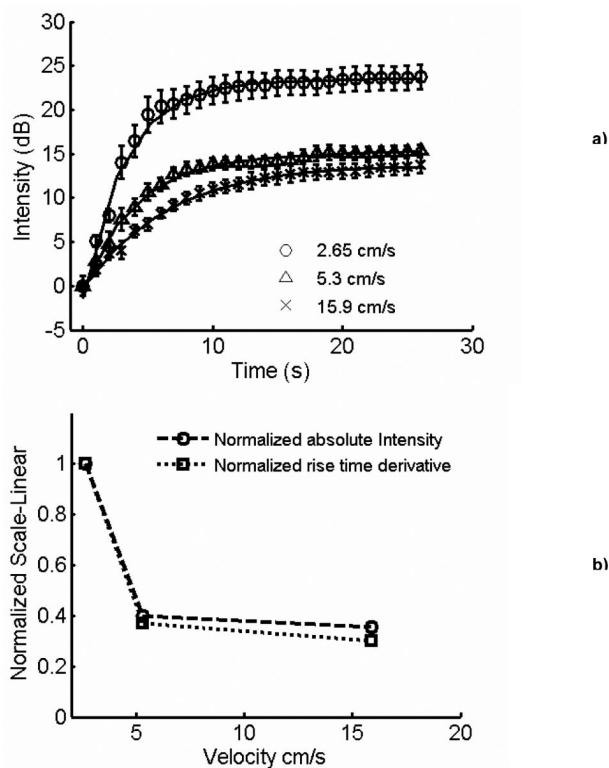 30
25
20
15
10
5
0
-5
Intensity (dB)
2.65 cm/s
5.3 cm/s
15.9 cm/s
0 10 20 30
Time (s)
a)
1
0.8
0.6
0.4
0.2
0
Normalized Scale-Linear
Normalized absolute Intensity
Normalized rise time derivative
5 10 15 20
Velocity cm/s
b)